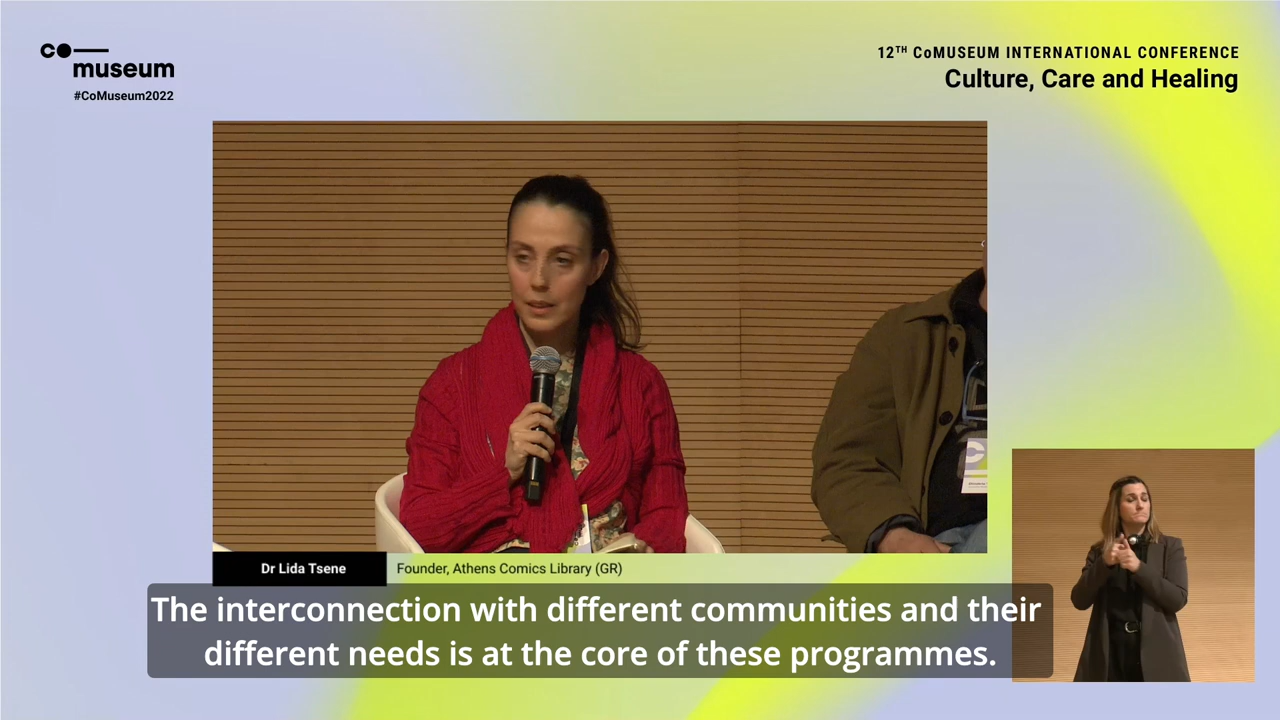 co
museum
#CoMuseum2022
12TH CoMUSEUM INTERNATIONAL CONFERENCE
Culture, Care and Healing
Dr Lida Tsene
Founder, Athens Comics Library (GR)
The interconnection with different communities and their
different needs is at the core of these programmes.